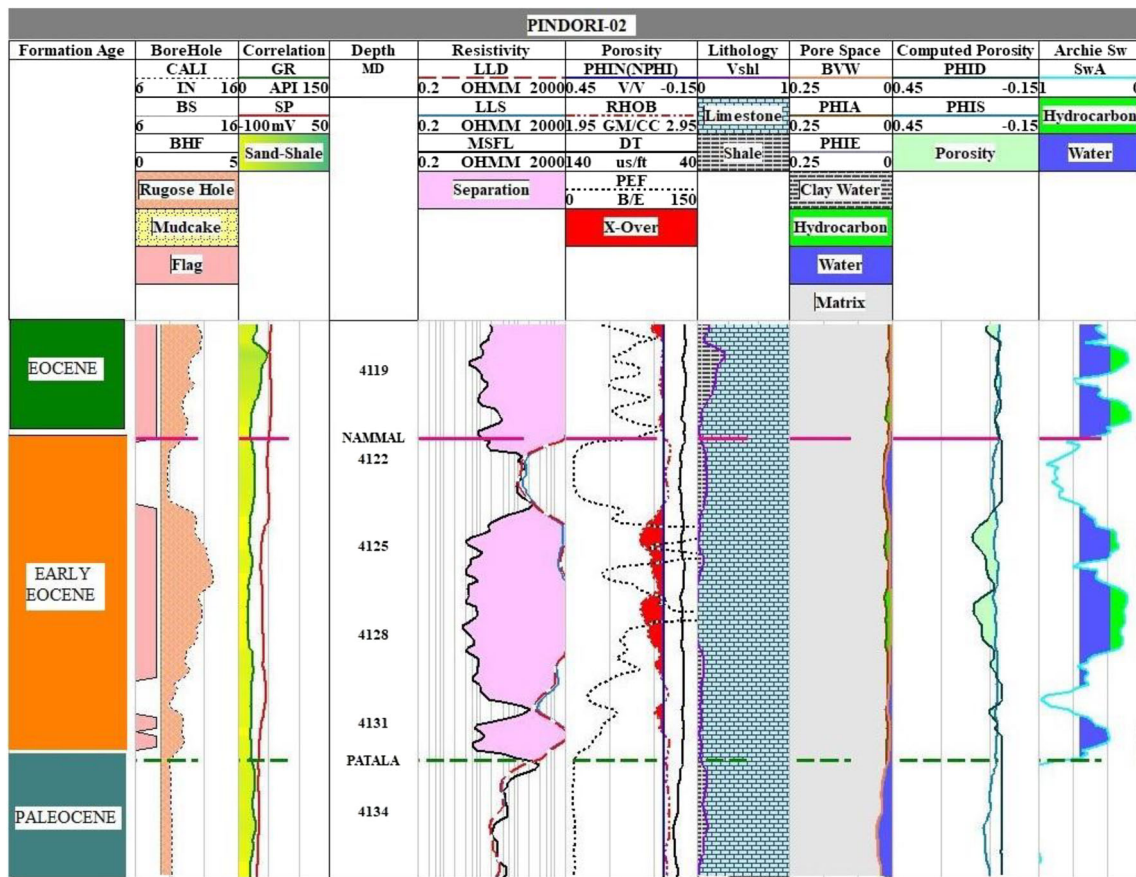 PINDORI-02
Formation Age BoreHole Correlation Depth Resistivity Porosity Lithology Pore Space Computed Porosity Archie Sw
CALI GR MD LLD PHIN(NPHI) Vshl BVW PHID SwA
6 IN 16 0 API 150 0.2 OHMM 2000 0.45 V/V -0.15 0 1 0.25 0 0.45 -0.15 1 0
BS SP LLS RHOB Limestone PHIA PHIS Hydrocarbon
6 16 -100 mV 50 0.2 OHMM 2000 1.95 GM/CC 2.95 0.25 0 0.45 -0.15
BHF Sand-Shale MSFL DT Shale PHIE Porosity Water
0 5 0.2 OHMM 2000 140 us/ft 40 0.25 0
Rugose Hole Separation PEF Clay Water
0 B/E 150
Mudcake X-Over Hydrocarbon
Flag Water
Matrix
EOCENE
4119
NAMMAL
4122
EARLY
EOCENE
4125
4128
4131
PATALA
PALEOCENE
4134